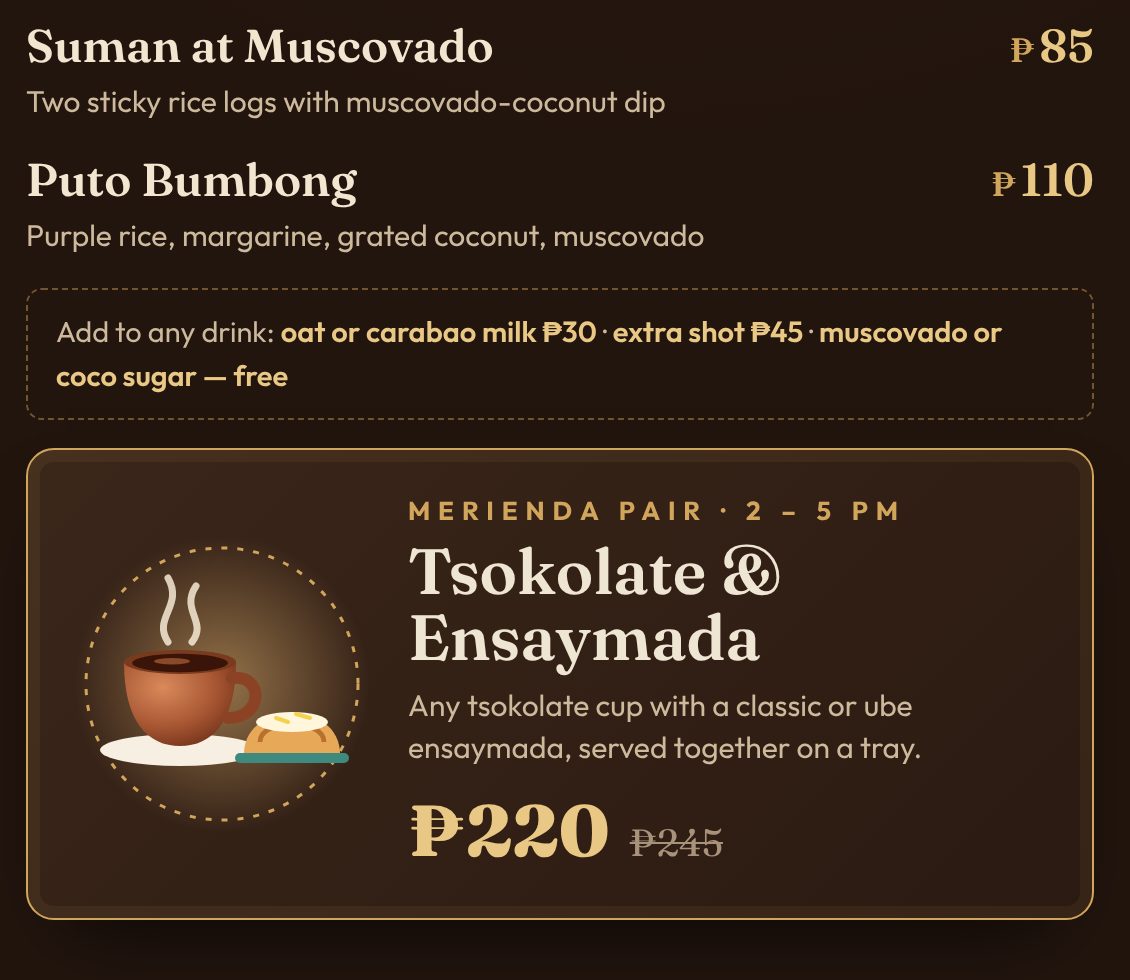 Suman at Muscovado ₱85
Two sticky rice logs with muscovado-coconut dip
Puto Bumbong ₱110
Purple rice, margarine, grated coconut, muscovado
Add to any drink: oat or carabao milk ₱30 · extra shot ₱45 · muscovado or
coco sugar — free
MERIENDA PAIR · 2 – 5 PM
Tsokolate &
Ensaymada
Any tsokolate cup with a classic or ube
ensaymada, served together on a tray.
₱220 ₱245